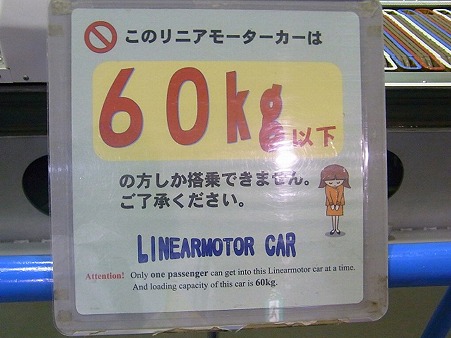 このリニアモーターカーは
60kg以下
の方しか搭乗できません。
ご了承ください。
LINEARMOTOR CAR
Attention! Only one passenger can get into this Linearmotor car at a time.
And loading capacity of this car is 60kg.